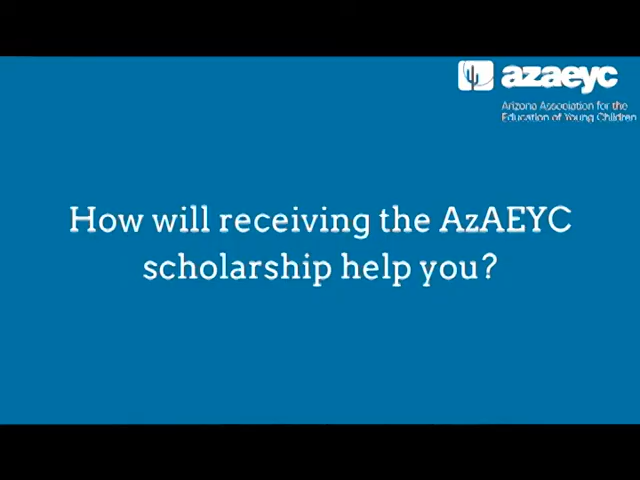 azaeyc
Arizona Association for the
Education of Young Children
How will receiving the AzAEYC
scholarship help you?